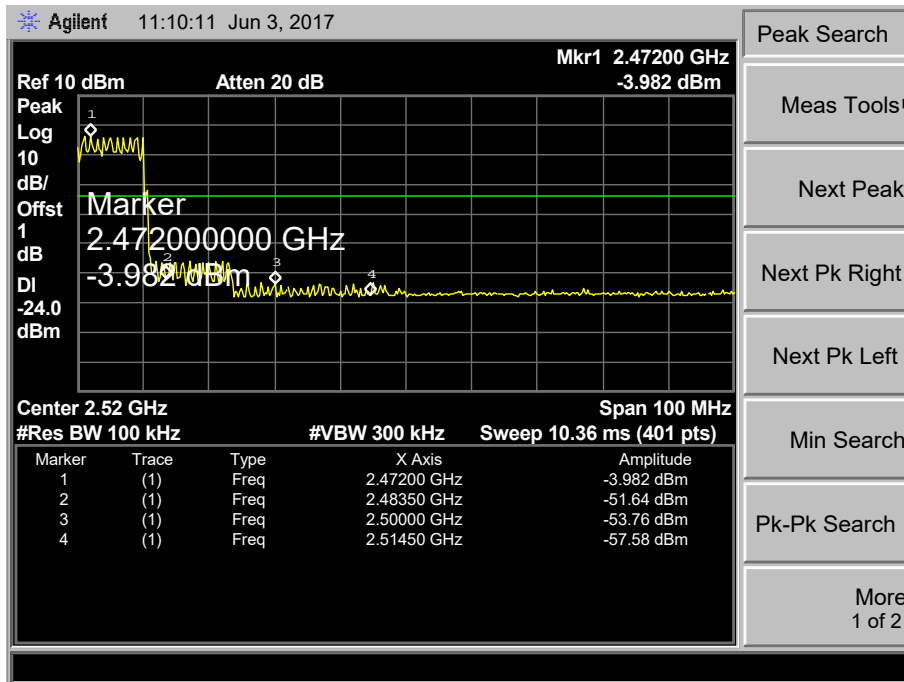 Agilent 11:10:11 Jun 3, 2017
Mkr1 2.47200 GHz
Ref 10 dBm Atten 20 dB -3.982 dBm
Peak
Log
10
dB/
Offst
1
dB
DI
-24.0
dBm
1
Marker
2.472000000 GHz
-3.982 dBm
2
3
4
Center 2.52 GHz Span 100 MHz
#Res BW 100 kHz #VBW 300 kHz Sweep 10.36 ms (401 pts)
Marker Trace Type X Axis Amplitude
1 (1) Freq 2.47200 GHz -3.982 dBm
2 (1) Freq 2.48350 GHz -51.64 dBm
3 (1) Freq 2.50000 GHz -53.76 dBm
4 (1) Freq 2.51450 GHz -57.58 dBm
Peak Search
Meas Tools
Next Peak
Next Pk Right
Next Pk Left
Min Search
Pk-Pk Search
More
1 of 2